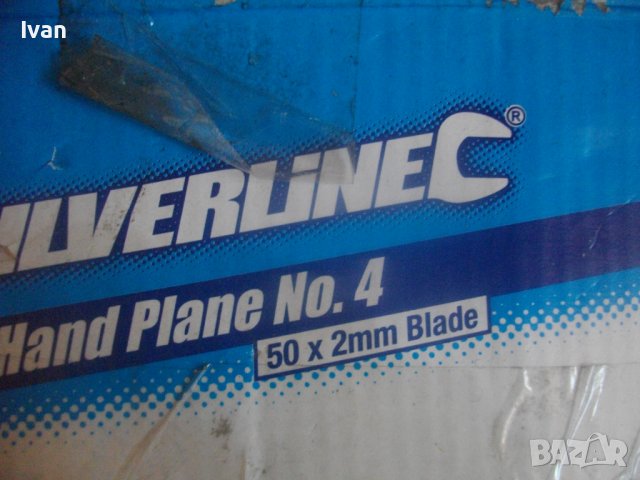 Ivan
ILVERLINE®
Hand Plane No. 4
50 x 2mm Blade
BAZAR